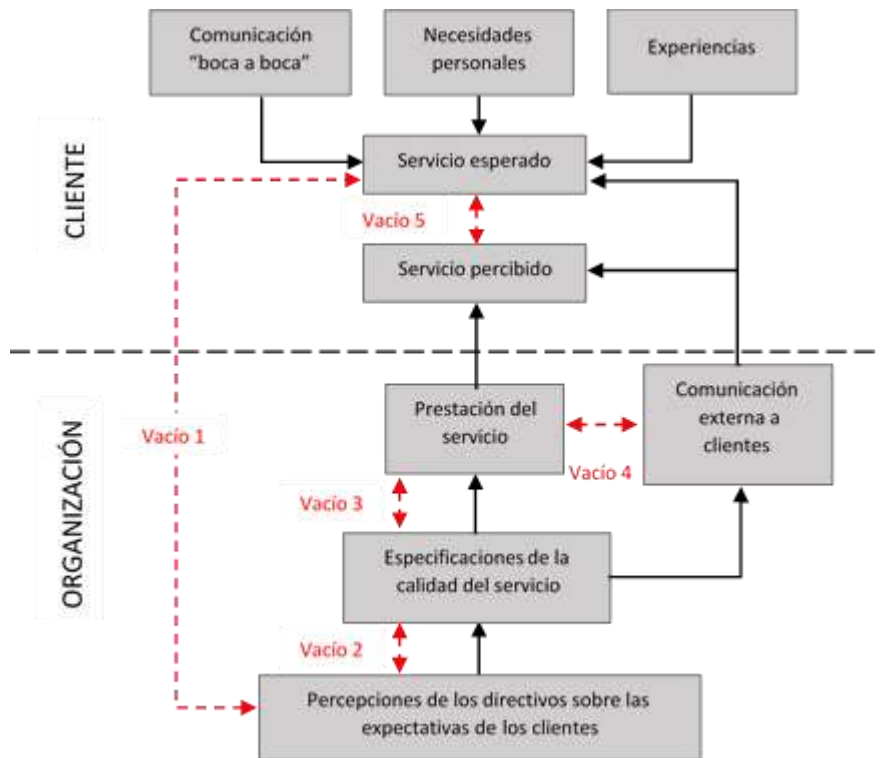 Comunicación
“boca a boca”
Necesidades
personales
Experiencias
CLIENTE
Servicio esperado
Vacío 5
Servicio percibido
ORGANIZACIÓN
Prestación del
servicio
Comunicación
externa a
clientes
Vacío 1
Vacío 4
Vacío 3
Especificaciones de la
calidad del servicio
Vacío 2
Percepciones de los directivos sobre las
expectativas de los clientes